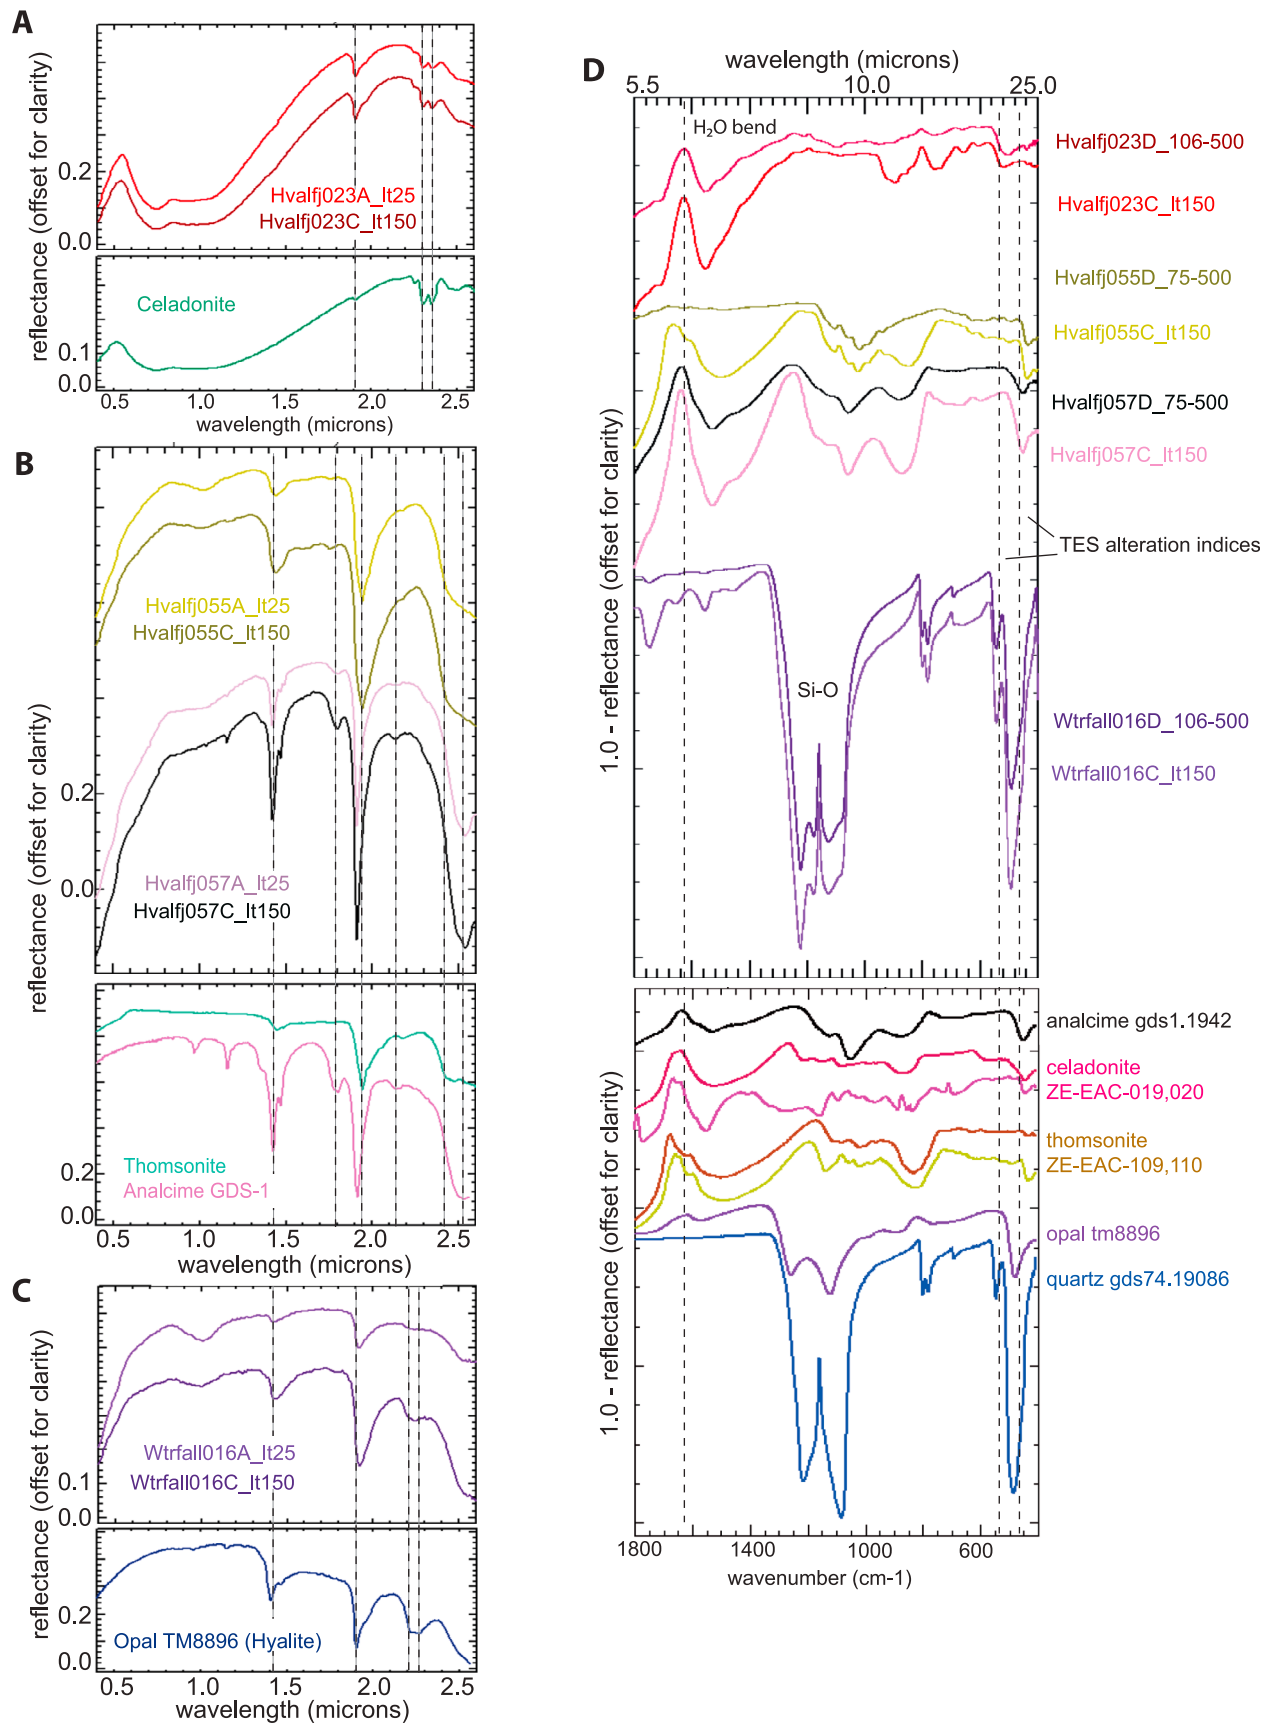 A
reflectance (offset for clarity)
0.2
0.0
Hvalfj023A_lt25
Hvalfj023C_lt150
Celadonite
0.1
0.0
0.5 1.0 1.5 2.0 2.5
wavelength (microns)
B
reflectance (offset for clarity)
Hvalfj055A_lt25
Hvalfj055C_lt150
0.2
0.0
Hvalfj057A_lt25
Hvalfj057C_lt150
Thomsonite
Analcime GDS-1
0.2
0.0
0.5 1.0 1.5 2.0 2.5
wavelength (microns)
C
reflectance (offset for clarity)
Wtrfall016A_lt25
Wtrfall016C_lt150
0.1
0.0
0.2
0.0
Opal TM8896 (Hyalite)
0.5 1.0 1.5 2.0 2.5
wavelength (microns)
D
wavelength (microns)
5.5 10.0 25.0
H₂O bend
Hvalfj023D_106-500
Hvalfj023C_lt150
Hvalfj055D_75-500
Hvalfj055C_lt150
Hvalfj057D_75-500
Hvalfj057C_lt150
TES alteration indices
1.0 - reflectance (offset for clarity)
Si-O
Wtrfall016D_106-500
Wtrfall016C_lt150
analcime gds1.1942
celadonite
ZE-EAC-019,020
thomsonite
ZE-EAC-109,110
opal tm8896
quartz gds74.19086
1.0 - reflectance (offset for clarity)
1800 1400 1000 600
wavenumber (cm-1)